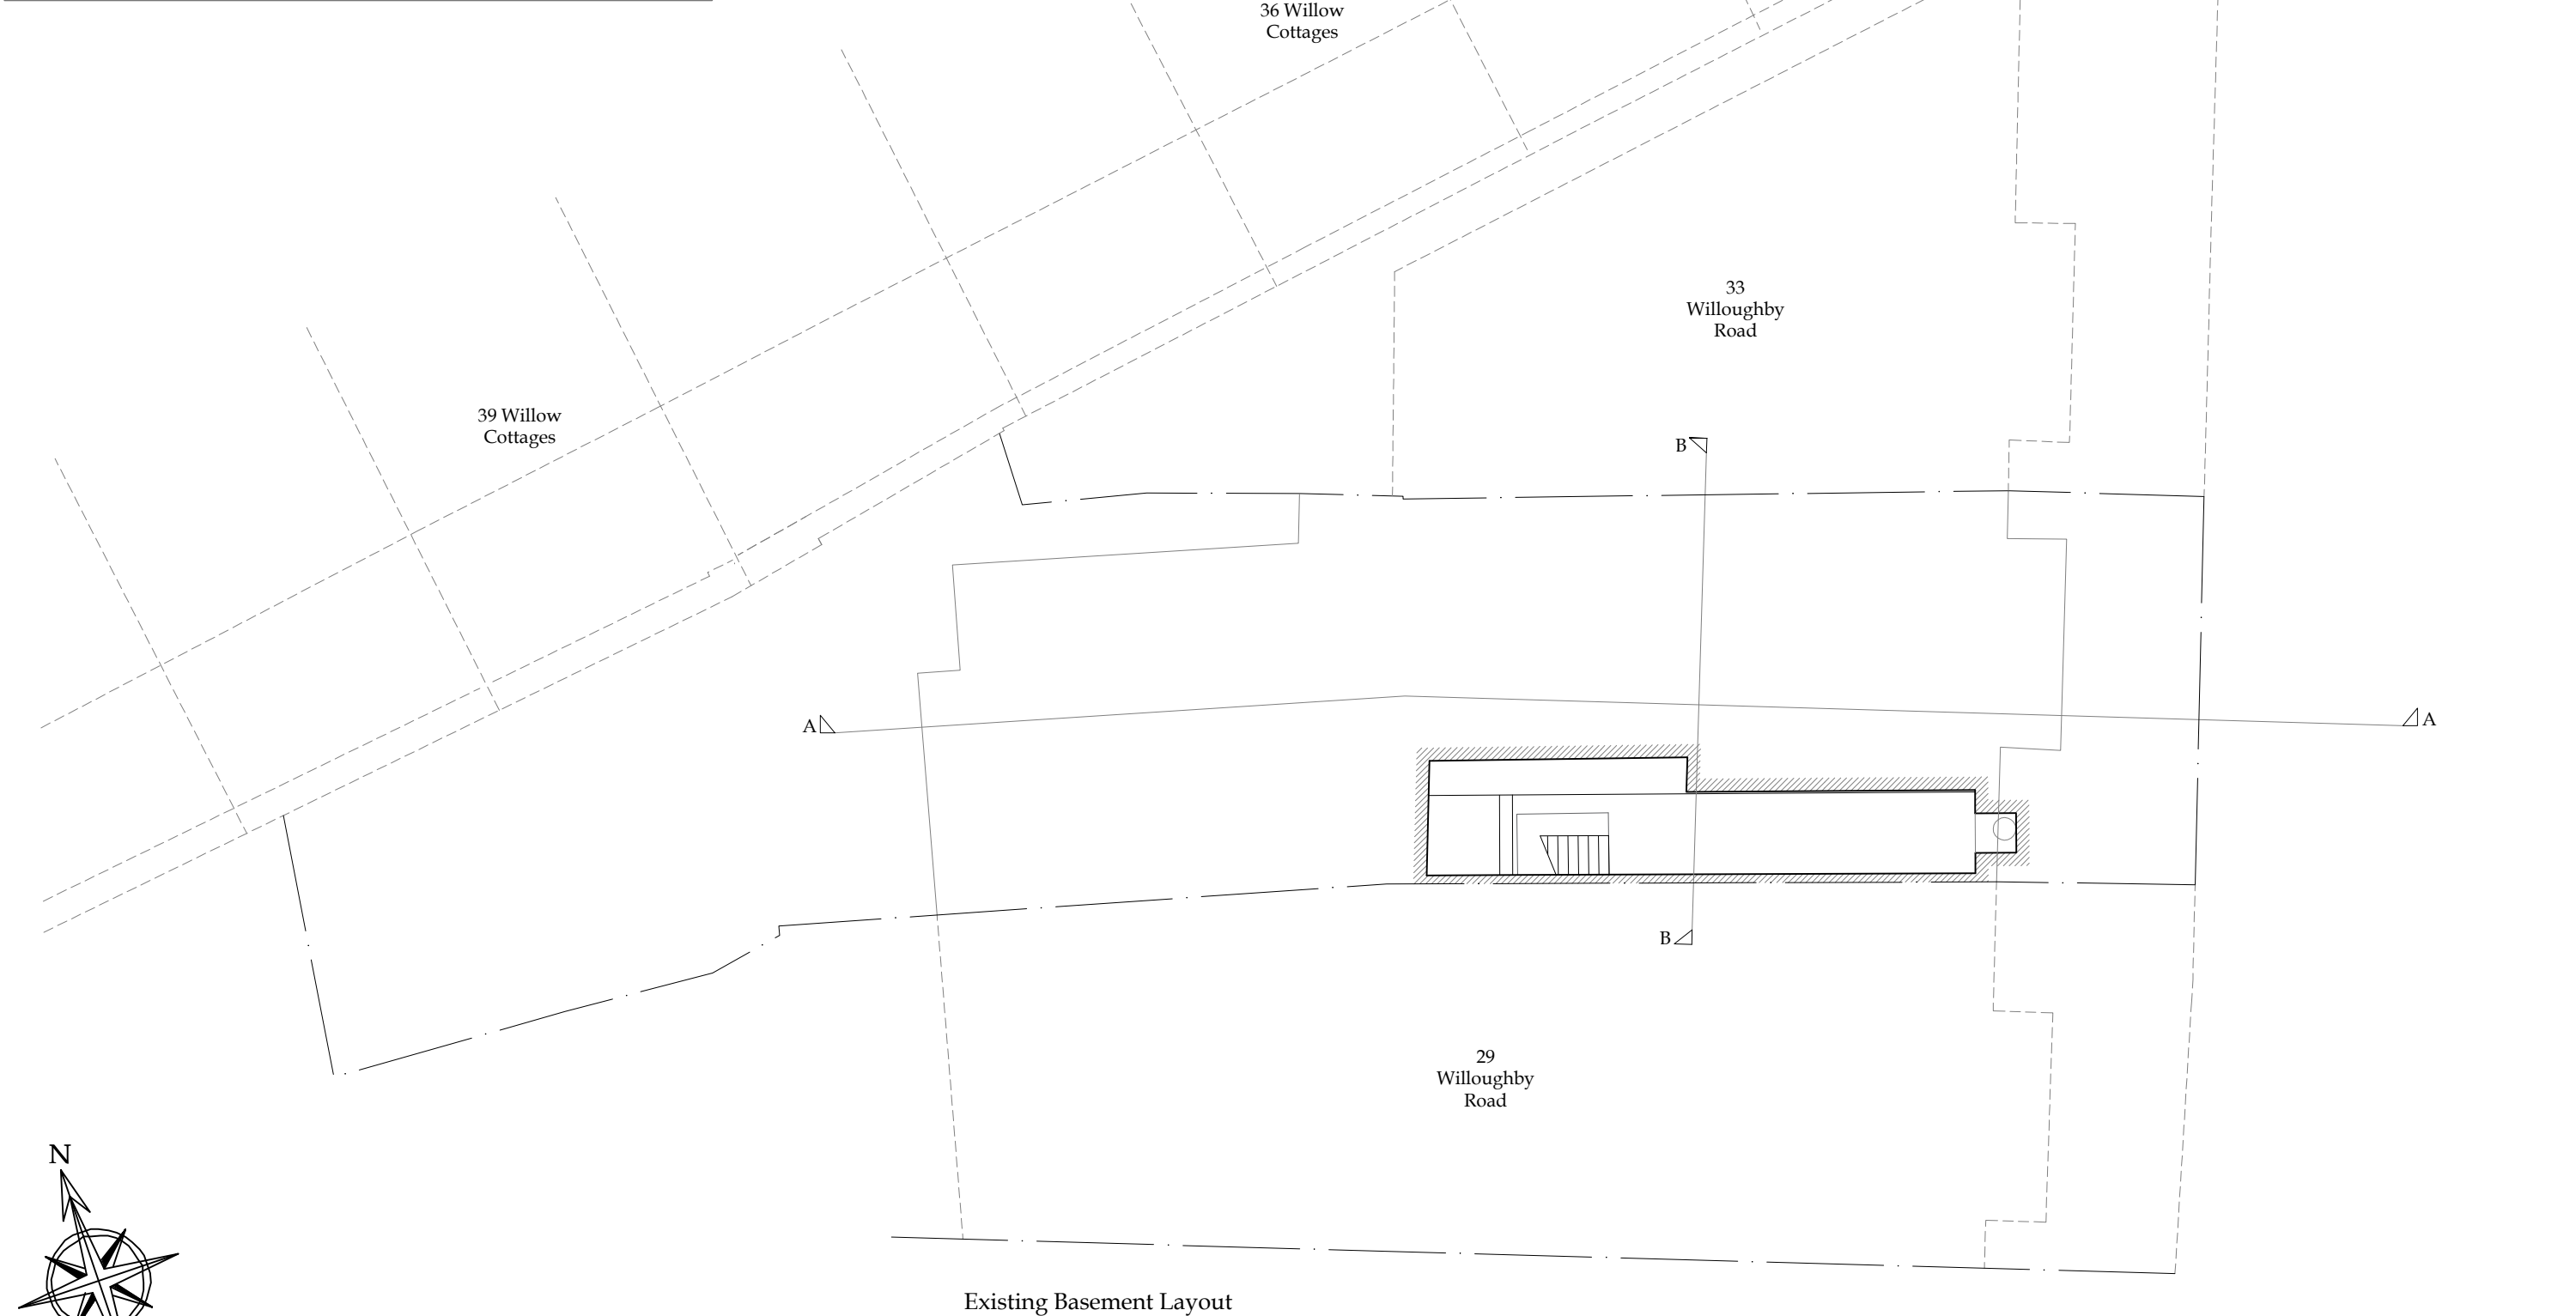 36 Willow
Cottages
33
Willoughby
Road
39 Willow
Cottages
B
A
A
B
29
Willoughby
Road
N
Existing Basement Layout